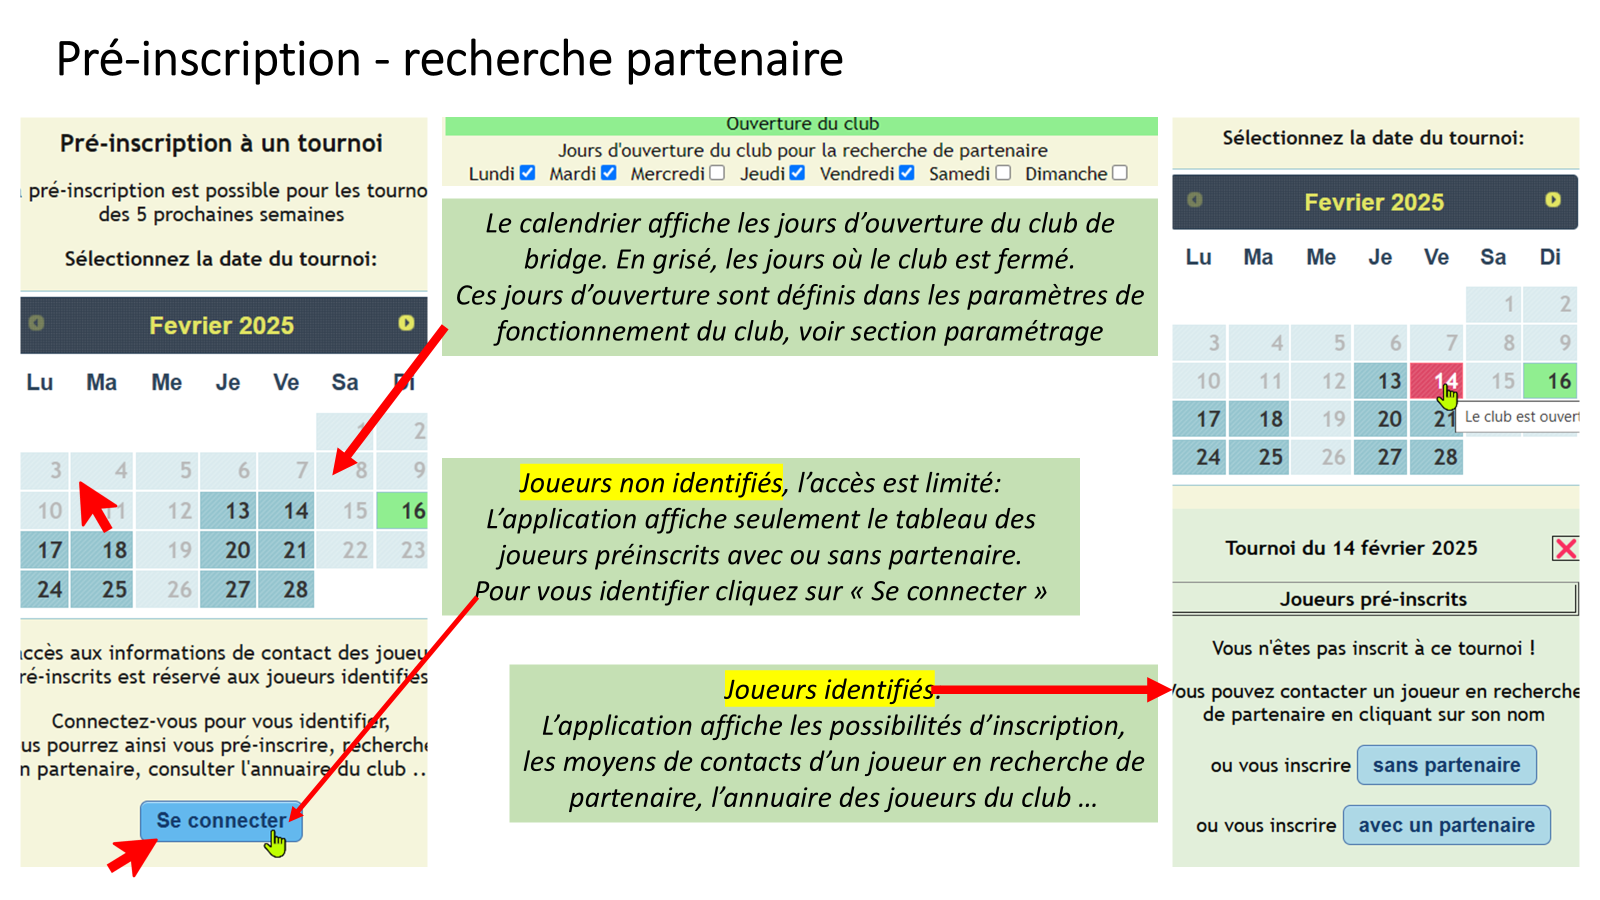 Pré-inscription - recherche partenaire
Pré-inscription à un tournoi
pré-inscription est possible pour les tourno
des 5 prochaines semaines
Sélectionnez la date du tournoi:
Fevrier 2025
Lu Ma Me Je Ve Sa Di
1 2
3 4 5 6 7 8 9
10 11 12 13 14 15 16
17 18 19 20 21 22 23
24 25 26 27 28
ccès aux informations de contact des joueu
ré-inscrits est réservé aux joueurs identifiés
Connectez-vous pour vous identifier,
us pourrez ainsi vous pré-inscrire, recherche
n partenaire, consulter l'annuaire du club ..
Se connecter
Ouverture du club
Jours d'ouverture du club pour la recherche de partenaire
Lundi Mardi Mercredi Jeudi Vendredi Samedi Dimanche
Le calendrier affiche les jours d’ouverture du club de
bridge. En grisé, les jours où le club est fermé.
Ces jours d’ouverture sont définis dans les paramètres de
fonctionnement du club, voir section paramétrage
Joueurs non identifiés, l’accès est limité:
L’application affiche seulement le tableau des
joueurs préinscrits avec ou sans partenaire.
Pour vous identifier cliquez sur « Se connecter »
Joueurs identifiés:
L’application affiche les possibilités d’inscription,
les moyens de contacts d’un joueur en recherche de
partenaire, l’annuaire des joueurs du club …
Sélectionnez la date du tournoi:
Fevrier 2025
Lu Ma Me Je Ve Sa Di
1 2
3 4 5 6 7 8 9
10 11 12 13 14 15 16
17 18 19 20 21
Le club est ouvert
24 25 26 27 28
Tournoi du 14 février 2025
Joueurs pré-inscrits
Vous n'êtes pas inscrit à ce tournoi !
Vous pouvez contacter un joueur en recherche
de partenaire en cliquant sur son nom
ou vous inscrire sans partenaire
ou vous inscrire avec un partenaire